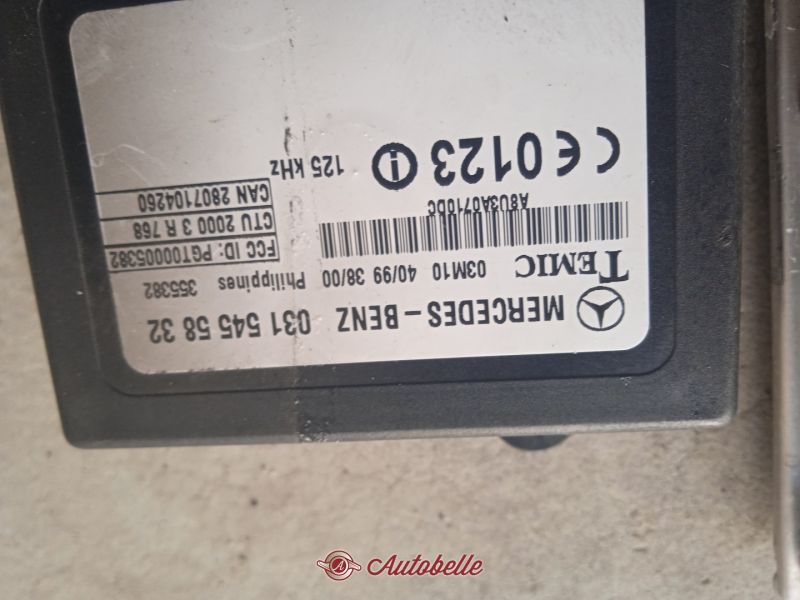 MERCEDES-BENZ 031 545 58 32
TEMIC 03M10 40/99 38/00 Philippines 355382
A8U3A0710DC
FCC ID: PGT00005382
CTU 2000 3 R 768
CAN 2807104260
CE 0123 125 kHz
Autobelle